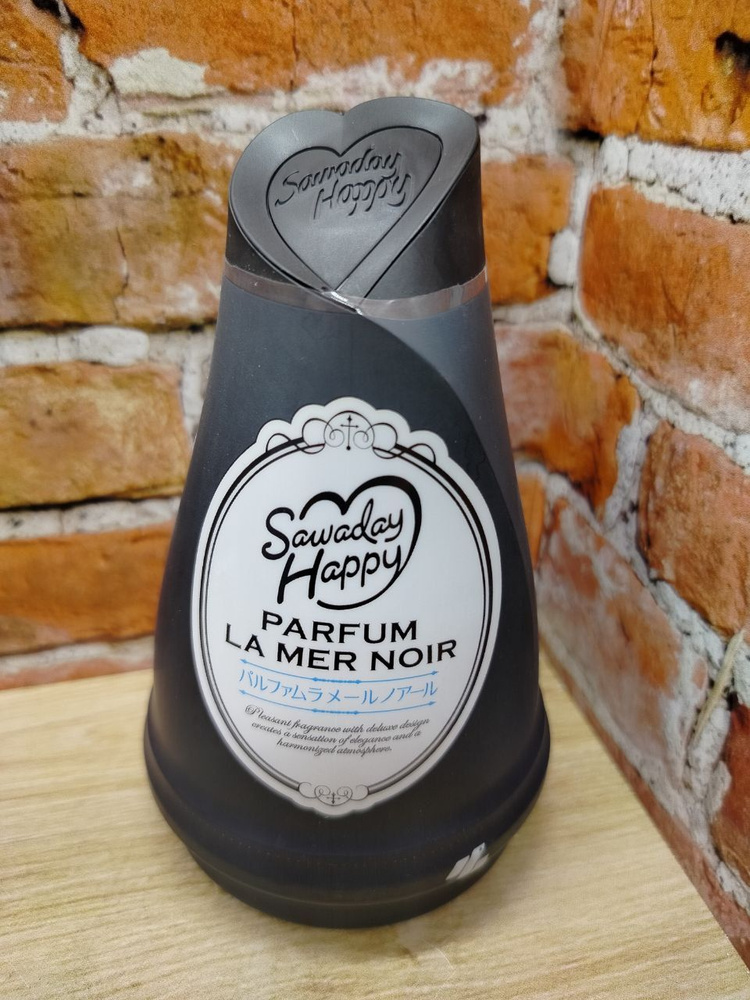 Sawaday
Happy
Sawaday
Happy
PARFUM
LA MER NOIR
パルファムラ メール ノアール
Pleasant fragrance with deluxe design
creates a sensation of elegance and a
harmonized atmosphere.